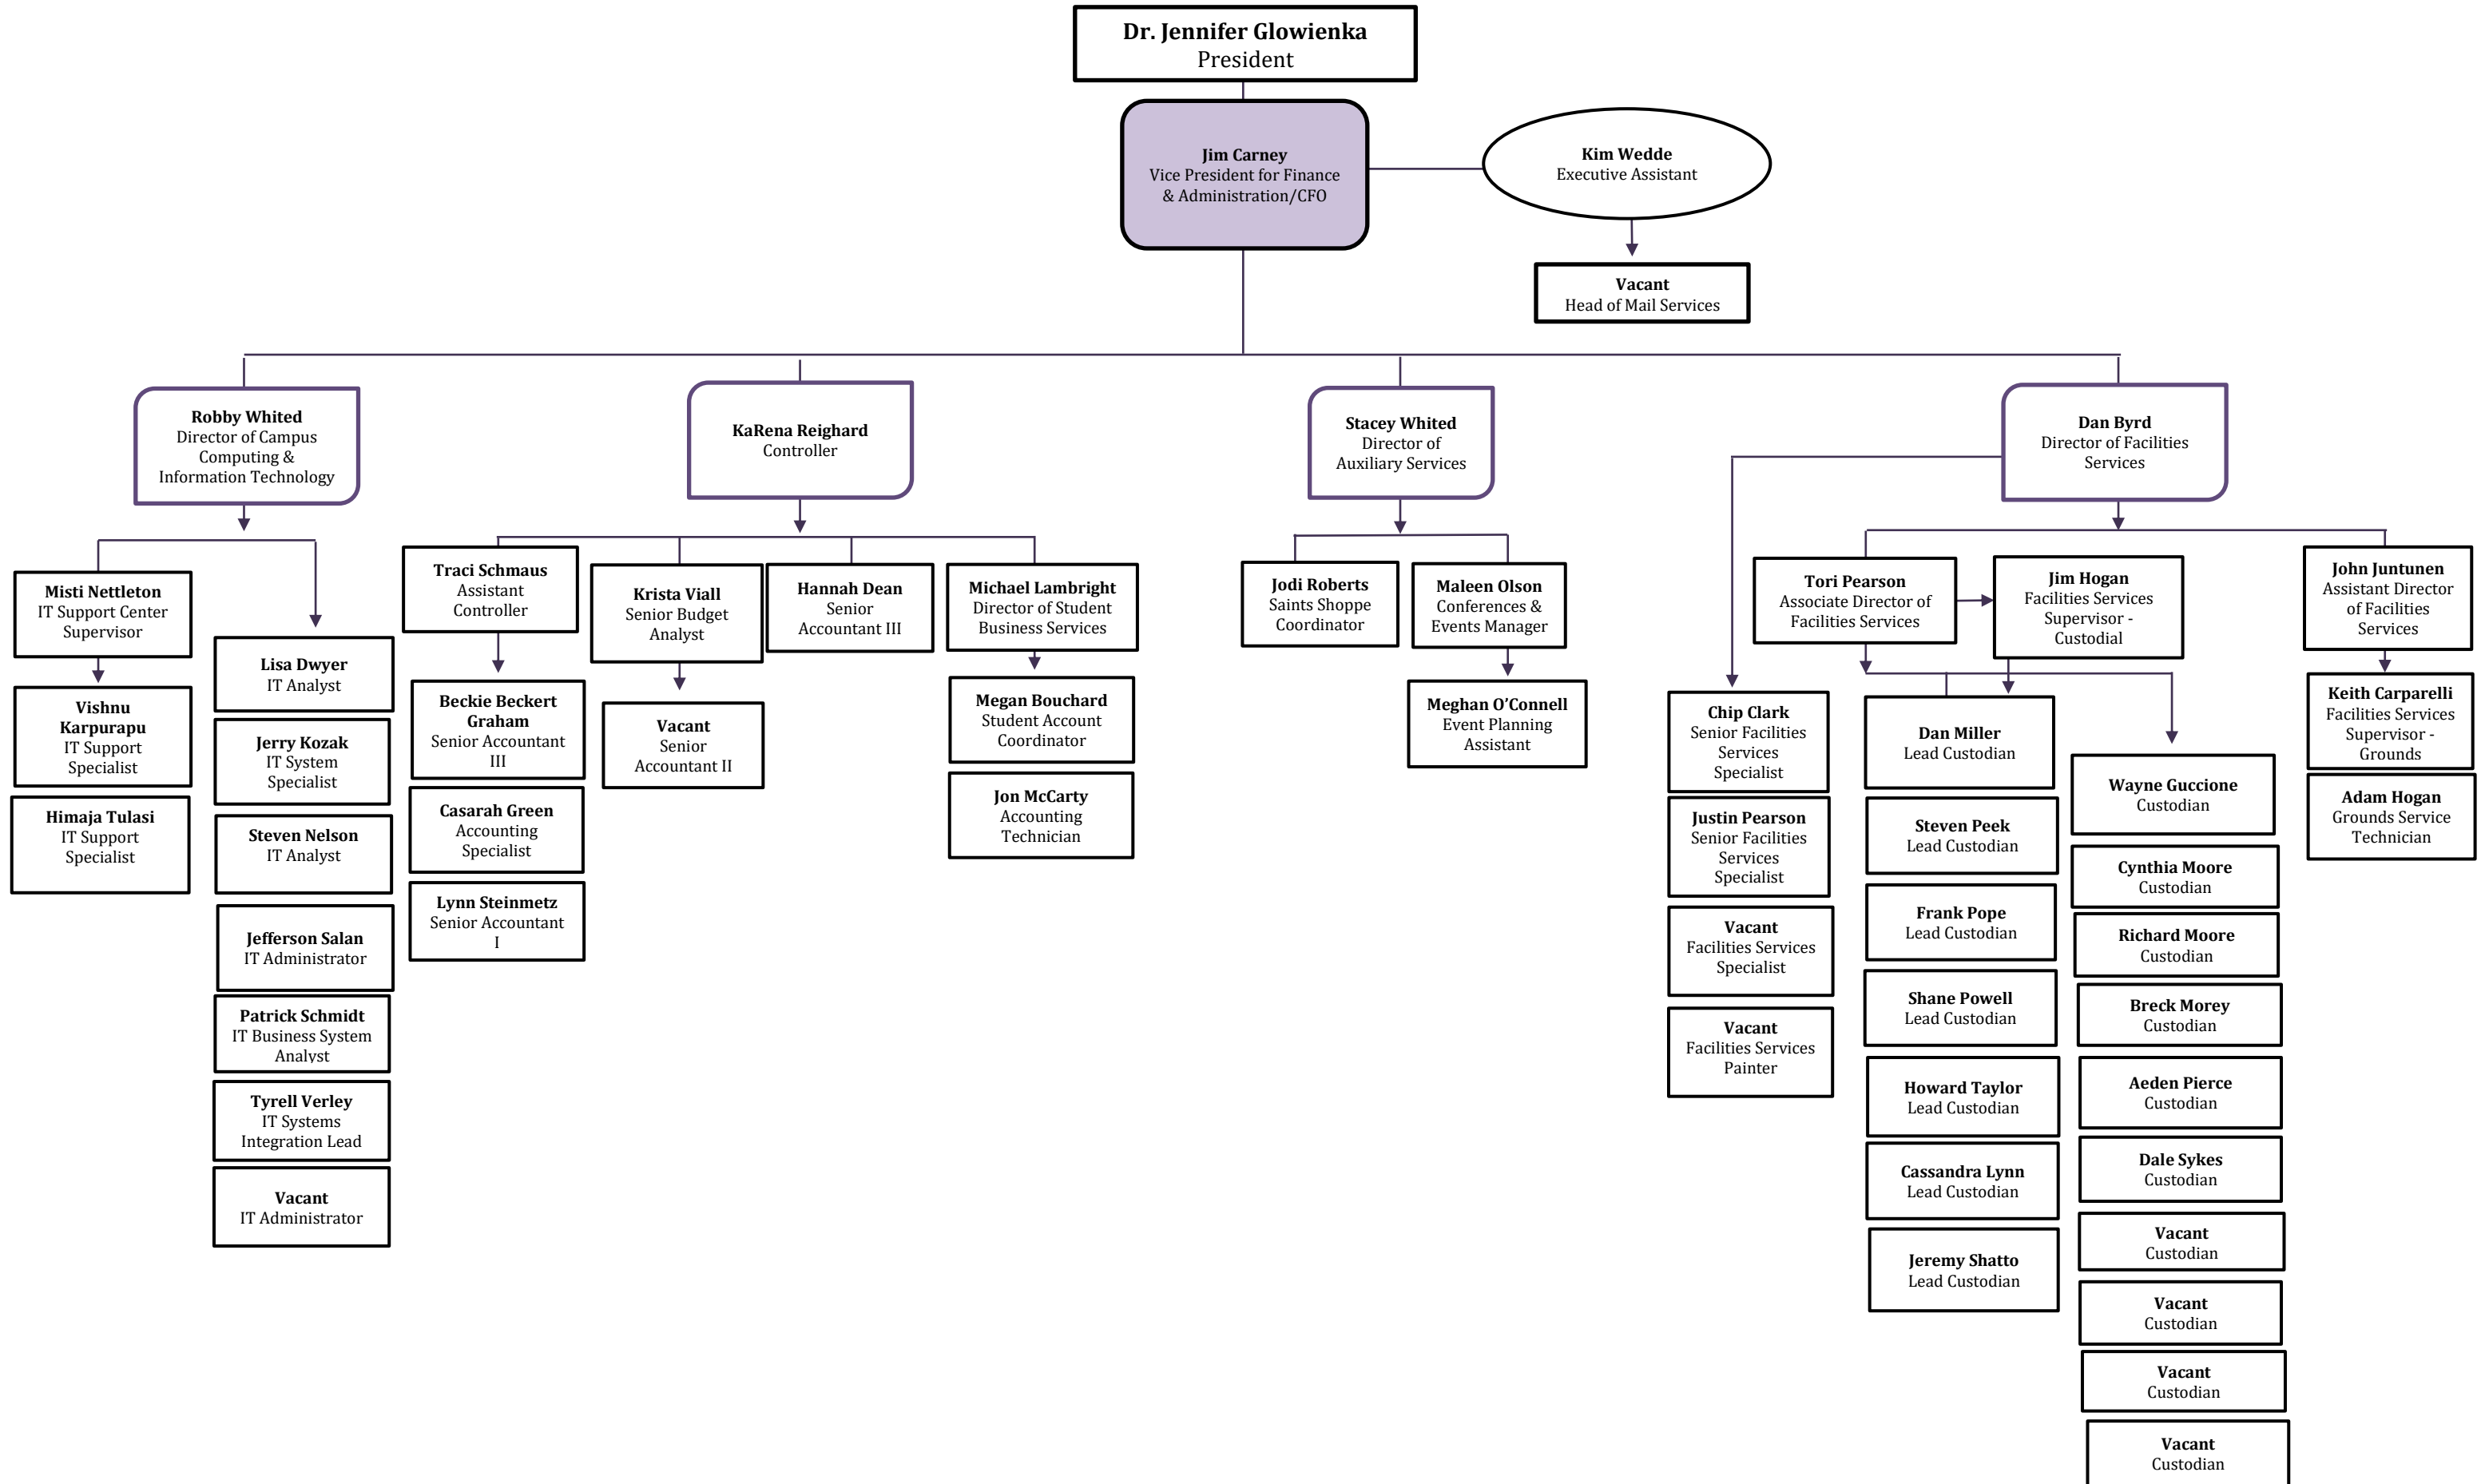 Dr. Jennifer Glowienka
President
Jim Carney
Vice President for Finance
& Administration/CFO
Kim Wedde
Executive Assistant
Vacant
Head of Mail Services
Robby Whited
Director of Campus
Computing &
Information Technology
KaRena Reighard
Controller
Stacey Whited
Director of
Auxiliary Services
Dan Byrd
Director of Facilities
Services
Misti Nettleton
IT Support Center
Supervisor
Vishnu
Karpurapu
IT Support
Specialist
Himaja Tulasi
IT Support
Specialist
Lisa Dwyer
IT Analyst
Jerry Kozak
IT System
Specialist
Steven Nelson
IT Analyst
Jefferson Salan
IT Administrator
Patrick Schmidt
IT Business System
Analyst
Tyrell Verley
IT Systems
Integration Lead
Vacant
IT Administrator
Traci Schmaus
Assistant
Controller
Beckie Beckert
Graham
Senior Accountant
III
Casarah Green
Accounting
Specialist
Lynn Steinmetz
Senior Accountant
I
Krista Viall
Senior Budget
Analyst
Vacant
Senior
Accountant II
Hannah Dean
Senior
Accountant III
Michael Lambright
Director of Student
Business Services
Megan Bouchard
Student Account
Coordinator
Jon McCarty
Accounting
Technician
Jodi Roberts
Saints Shoppe
Coordinator
Maleen Olson
Conferences &
Events Manager
Meghan O’Connell
Event Planning
Assistant
Chip Clark
Senior Facilities
Services
Specialist
Justin Pearson
Senior Facilities
Services
Specialist
Vacant
Facilities Services
Specialist
Vacant
Facilities Services
Painter
Tori Pearson
Associate Director of
Facilities Services
Jim Hogan
Facilities Services
Supervisor -
Custodial
Dan Miller
Lead Custodian
Steven Peek
Lead Custodian
Frank Pope
Lead Custodian
Shane Powell
Lead Custodian
Howard Taylor
Lead Custodian
Cassandra Lynn
Lead Custodian
Jeremy Shatto
Lead Custodian
Wayne Guccione
Custodian
Cynthia Moore
Custodian
Richard Moore
Custodian
Breck Morey
Custodian
Aeden Pierce
Custodian
Dale Sykes
Custodian
Vacant
Custodian
Vacant
Custodian
Vacant
Custodian
Vacant
Custodian
John Juntunen
Assistant Director
of Facilities
Services
Keith Carparelli
Facilities Services
Supervisor -
Grounds
Adam Hogan
Grounds Service
Technician